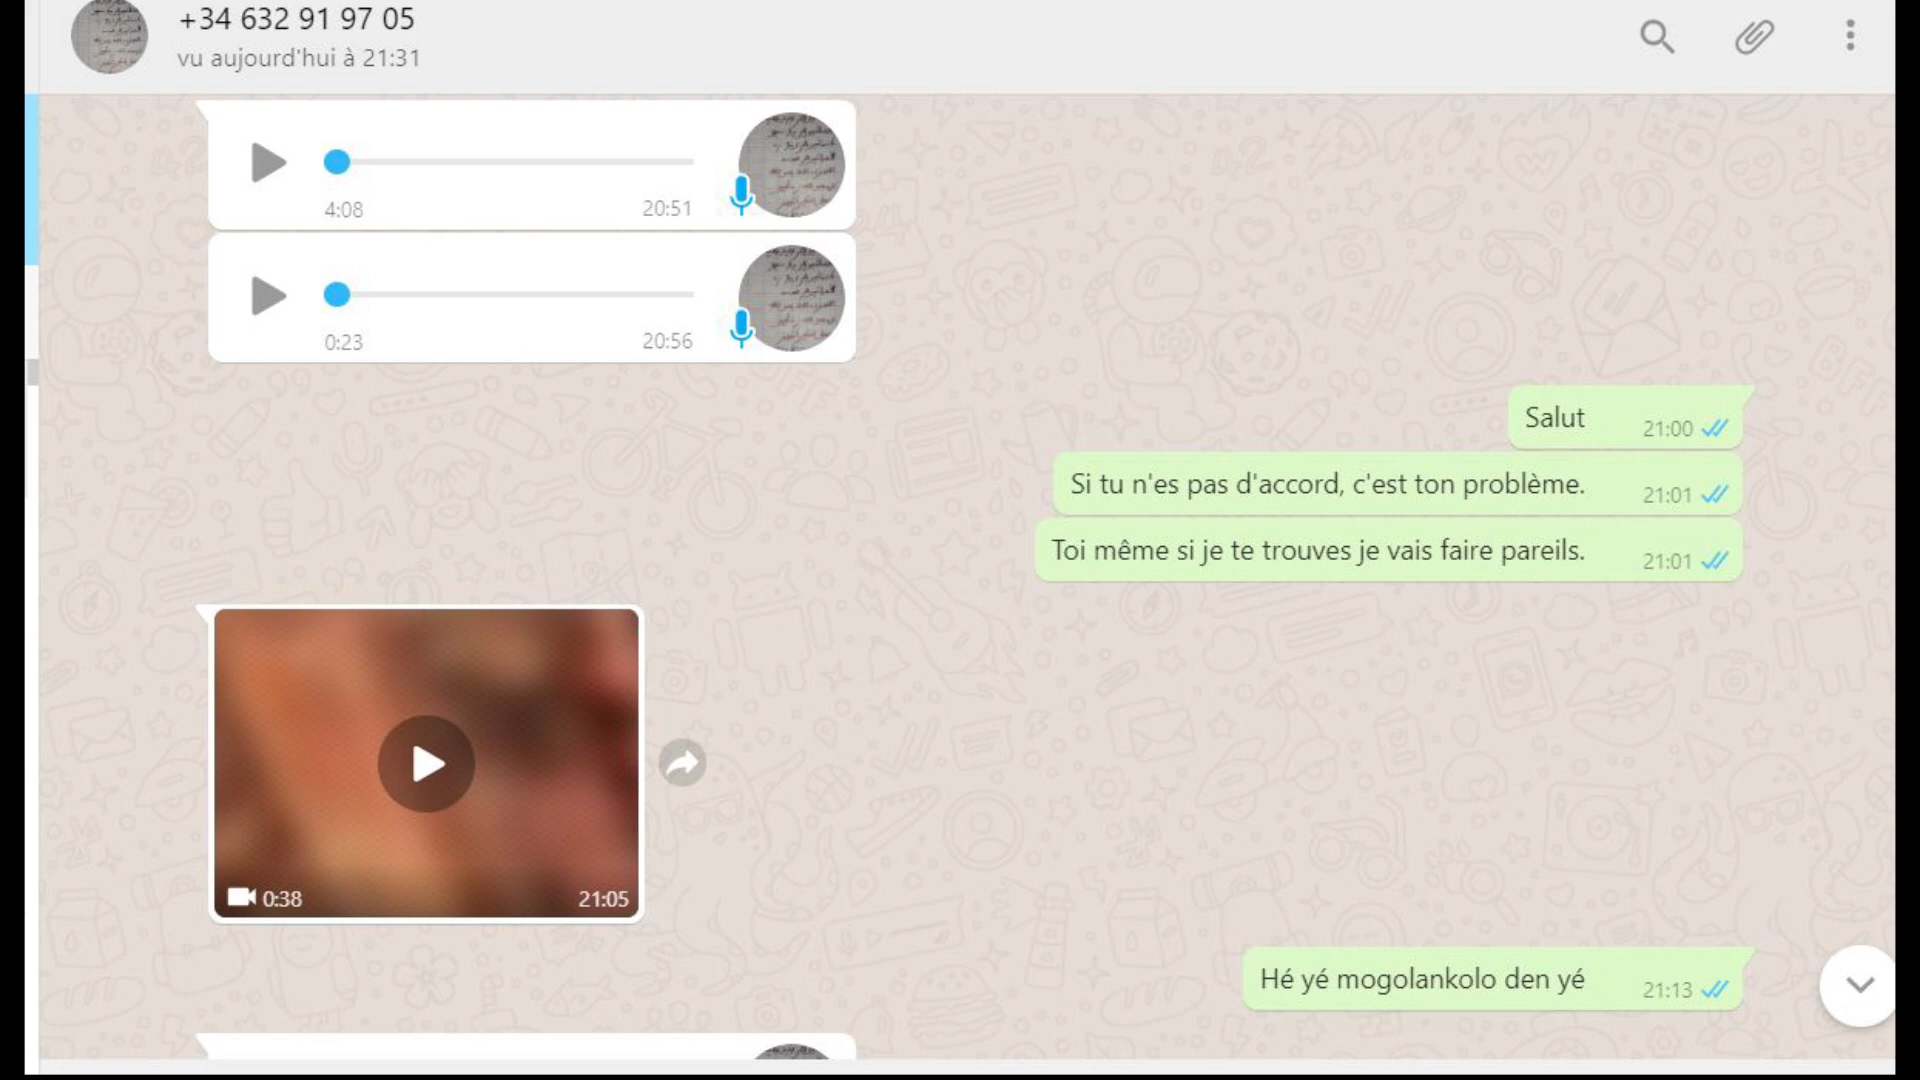 +34 632 91 97 05
vu aujourd'hui à 21:31
4:08 20:51
0:23 20:56
Salut 21:00
Si tu n'es pas d'accord, c'est ton problème. 21:01
Toi même si je te trouves je vais faire pareils. 21:01
0:38 21:05
Hé yé mogolankolo den yé 21:13